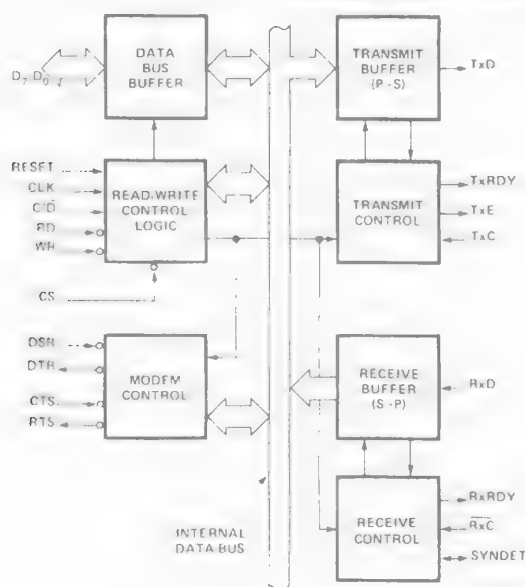 DATA
BUS
BUFFER
D7-D0
TRANSMIT
BUFFER
(P-S)
TxD
RESET
CLK
C/D
RD
WR
CS
READ/WRITE
CONTROL
LOGIC
TRANSMIT
CONTROL
TxRDY
TxE
TxC
DSR
DTR
CTS
RTS
MODEM
CONTROL
RECEIVE
BUFFER
(S-P)
RxD
INTERNAL
DATA BUS
RECEIVE
CONTROL
RxRDY
RxC
SYNDET